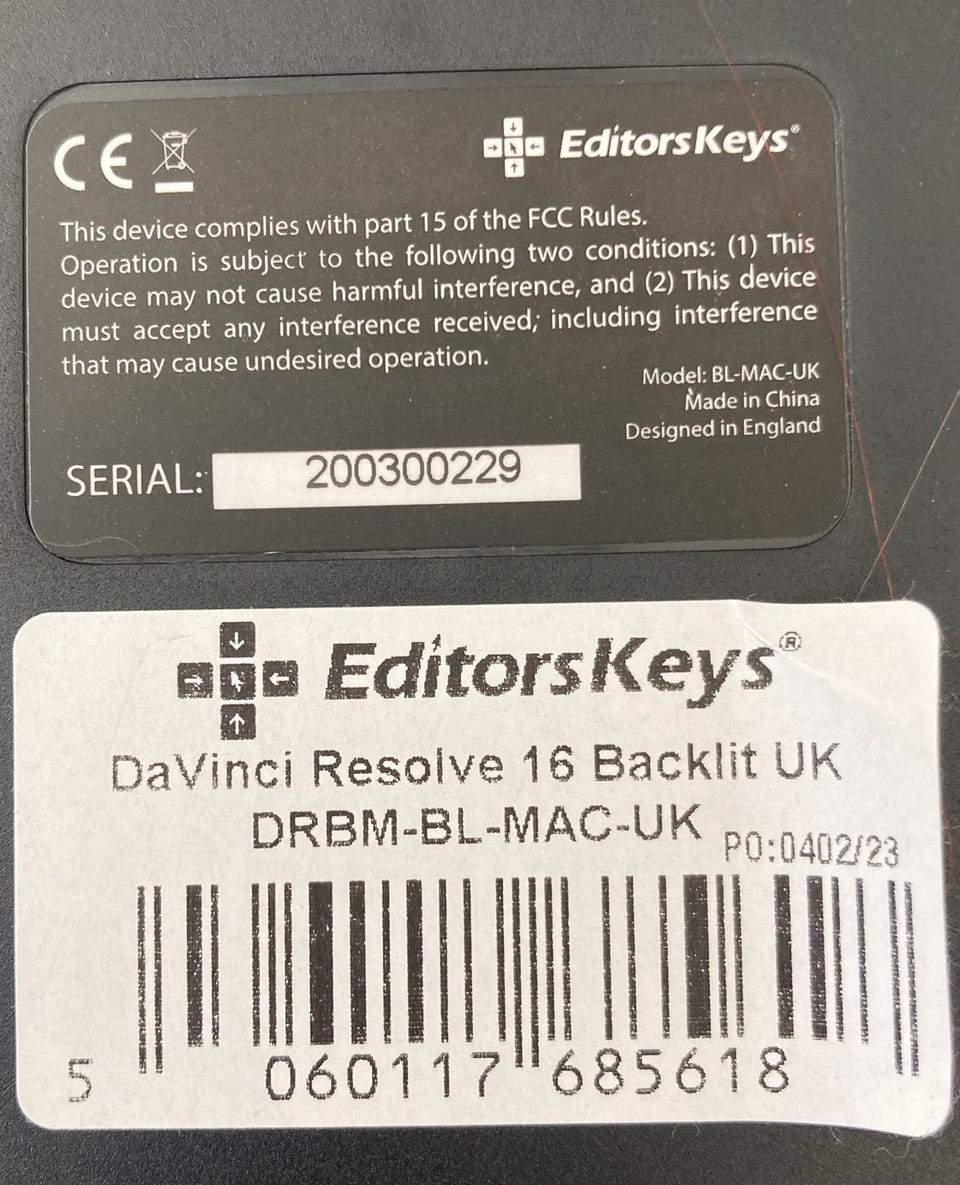 CE
EditorsKeys®
This device complies with part 15 of the FCC Rules.
Operation is subject to the following two conditions: (1) This
device may not cause harmful interference, and (2) This device
must accept any interference received, including interference
that may cause undesired operation.
Model: BL-MAC-UK
Made in China
Designed in England
SERIAL: 200300229
EditorsKeys®
DaVinci Resolve 16 Backlit UK
DRBM-BL-MAC-UK
PO:0402/23
5 060117 685618